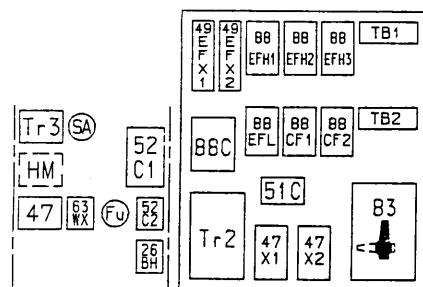 49 EFX1
49 EFX2
88 EFH1
88 EFH2
88 EFH3
TB1
88C
88 EFL
88 CF1
88 CF2
TB2
Tr3
SA
52 C1
HM
51C
47
63 WX
Fu
52 C2
26 BH
Tr2
47 X1
47 X2
B3